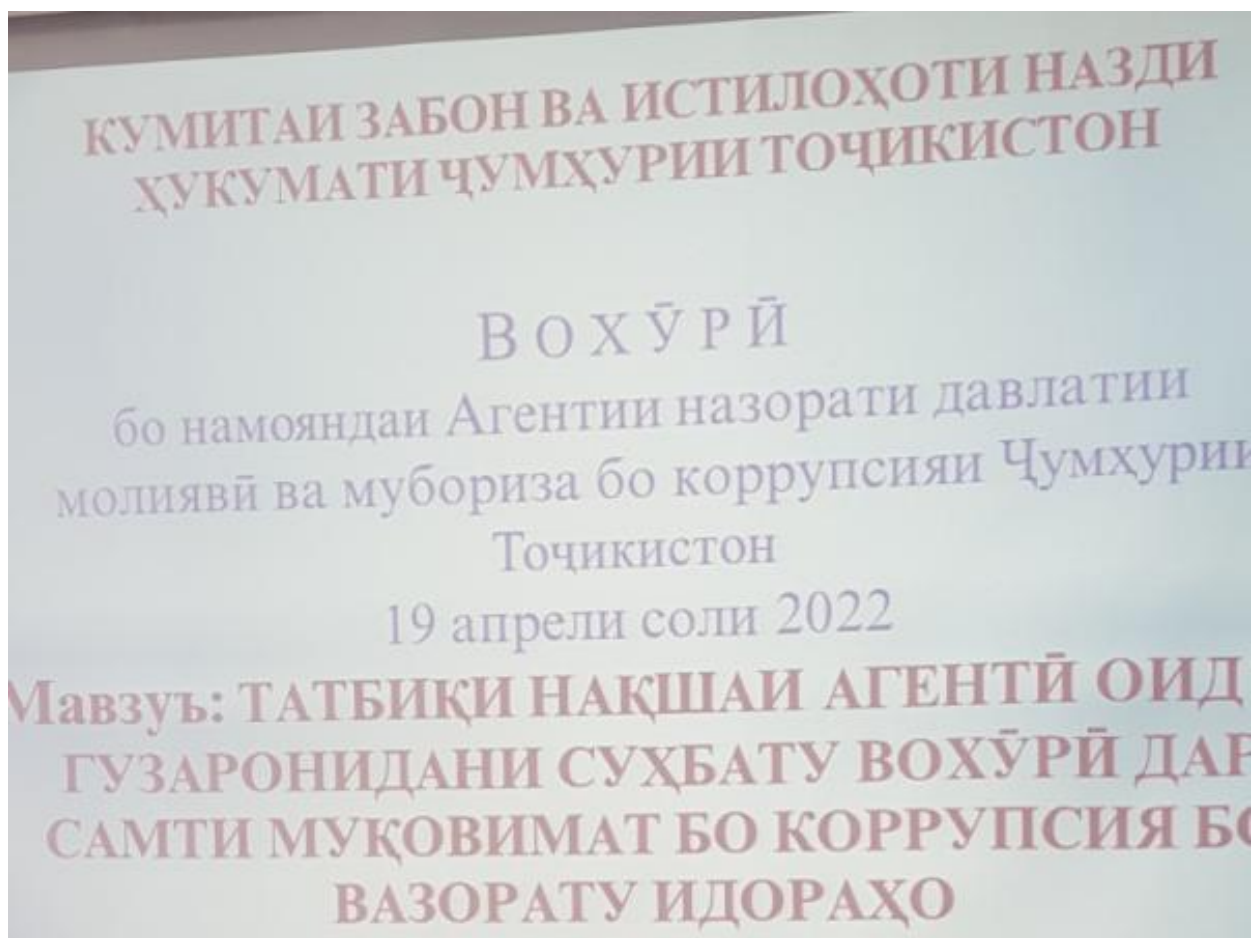 КУМИТАИ ЗАБОН ВА ИСТИЛОҲОТИ НАЗДИ
ҲУКУМАТИ ҶУМҲУРИИ ТОҶИКИСТОН
ВОХӮРӢ
бо намояндаи Агентии назорати давлатии
молиявӣ ва мубориза бо коррупсияи Ҷумҳурии
Тоҷикистон
19 апрели соли 2022
Мавзуъ: ТАТБИҚИ НАҚШАИ АГЕНТӢ ОИД
ГУЗАРОНИДАНИ СУҲБАТУ ВОХӮРӢ ДАР
САМТИ МУҚОВИМАТ БО КОРРУПСИЯ БО
ВАЗОРАТУ ИДОРАҲО